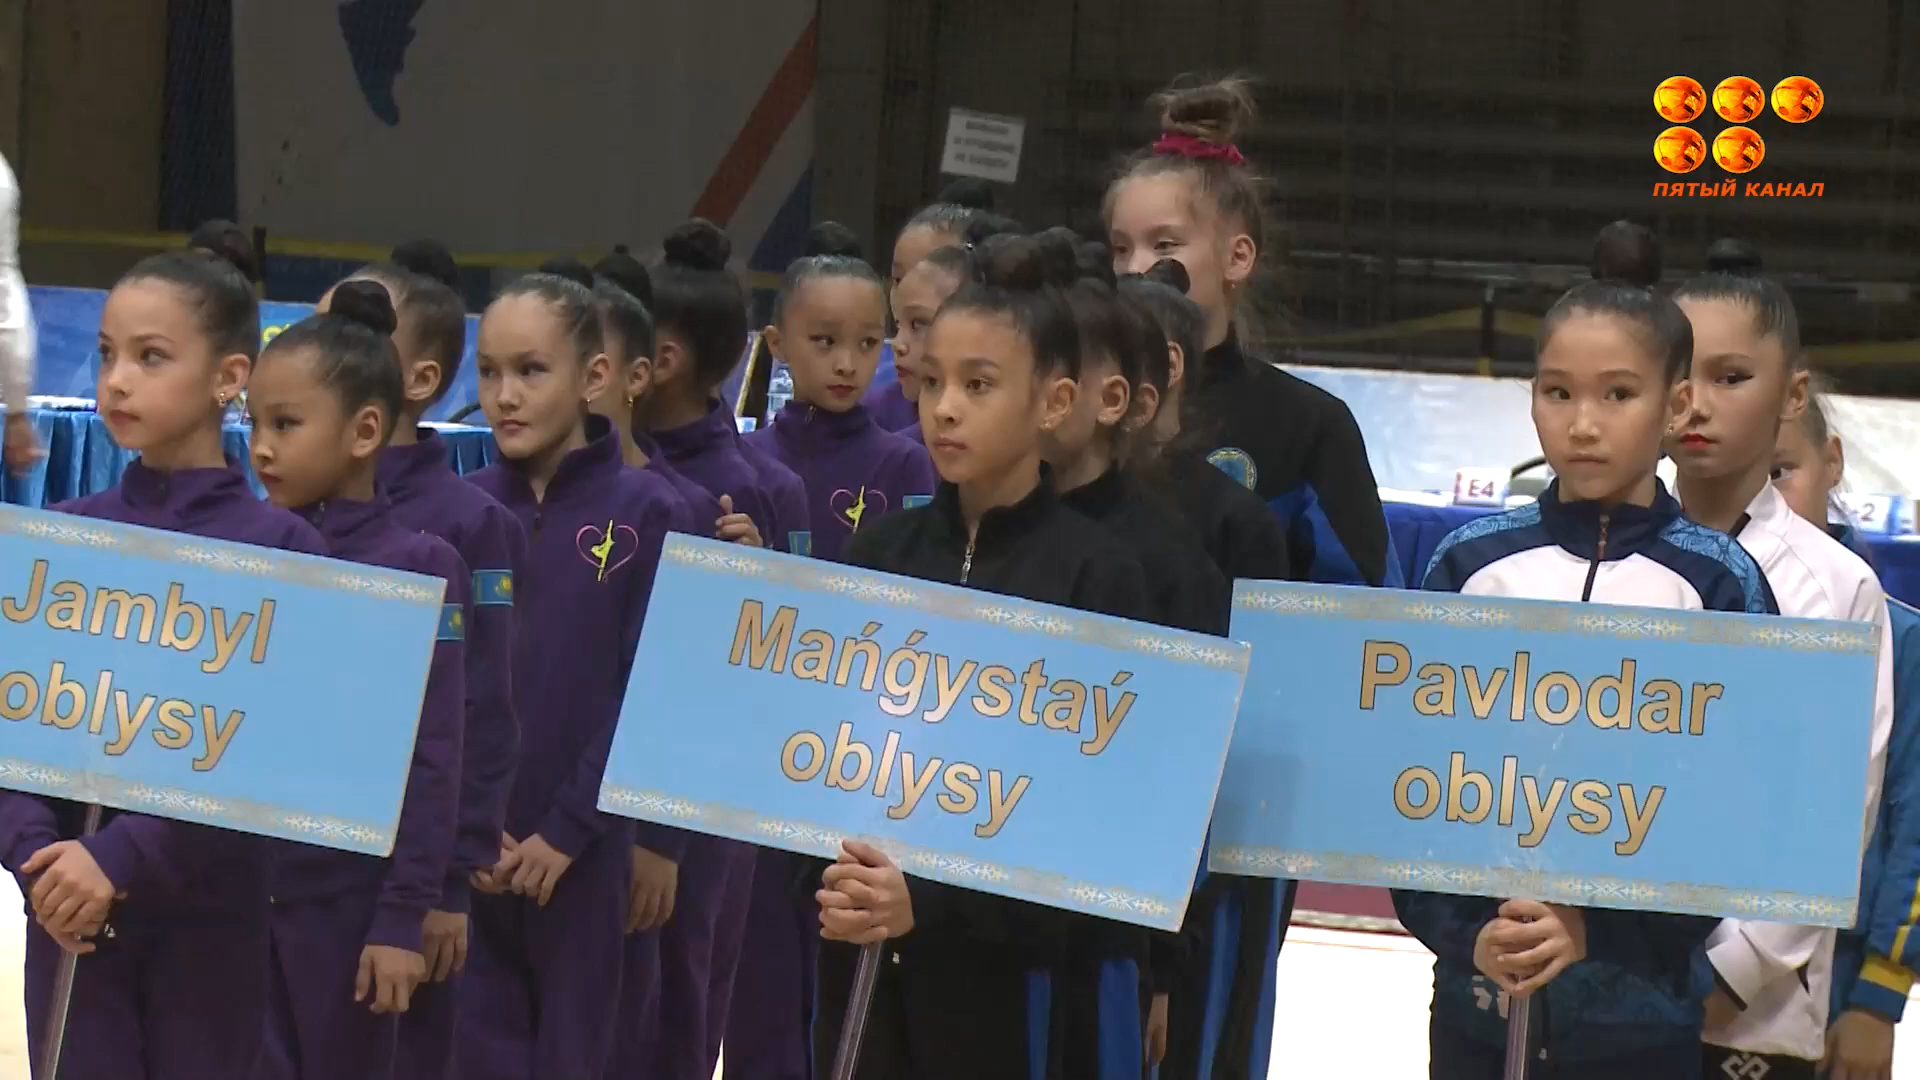 ПЯТЫЙ КАНАЛ
E4
Jambyl
oblysy
Mańǵystaý
oblysy
Pavlodar
oblysy